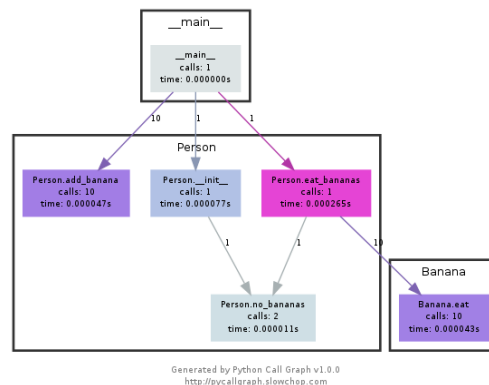 __main__
__main__
calls: 1
time: 0.000000s
10
1
1
Person
Person.add_banana
calls: 10
time: 0.000047s
Person.__init__
calls: 1
time: 0.000077s
Person.eat_bananas
calls: 1
time: 0.000265s
1
1
10
Banana
Person.no_bananas
calls: 2
time: 0.000011s
Banana.eat
calls: 10
time: 0.000043s
Generated by Python Call Graph v1.0.0
http://pycallgraph.slowchop.com